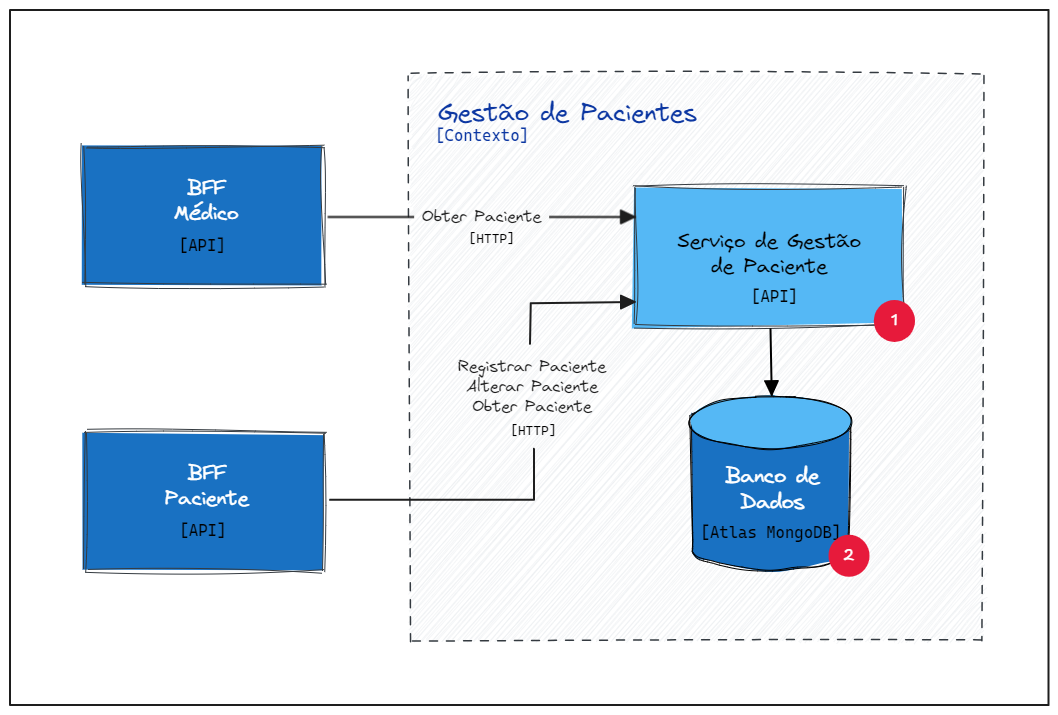 Gestão de Pacientes
[Contexto]
BFF
Médico
[API]
Obter Paciente
[HTTP]
Serviço de Gestão
de Paciente
[API]
1
Registrar Paciente
Alterar Paciente
Obter Paciente
[HTTP]
BFF
Paciente
[API]
Banco de
Dados
[Atlas MongoDB]
2